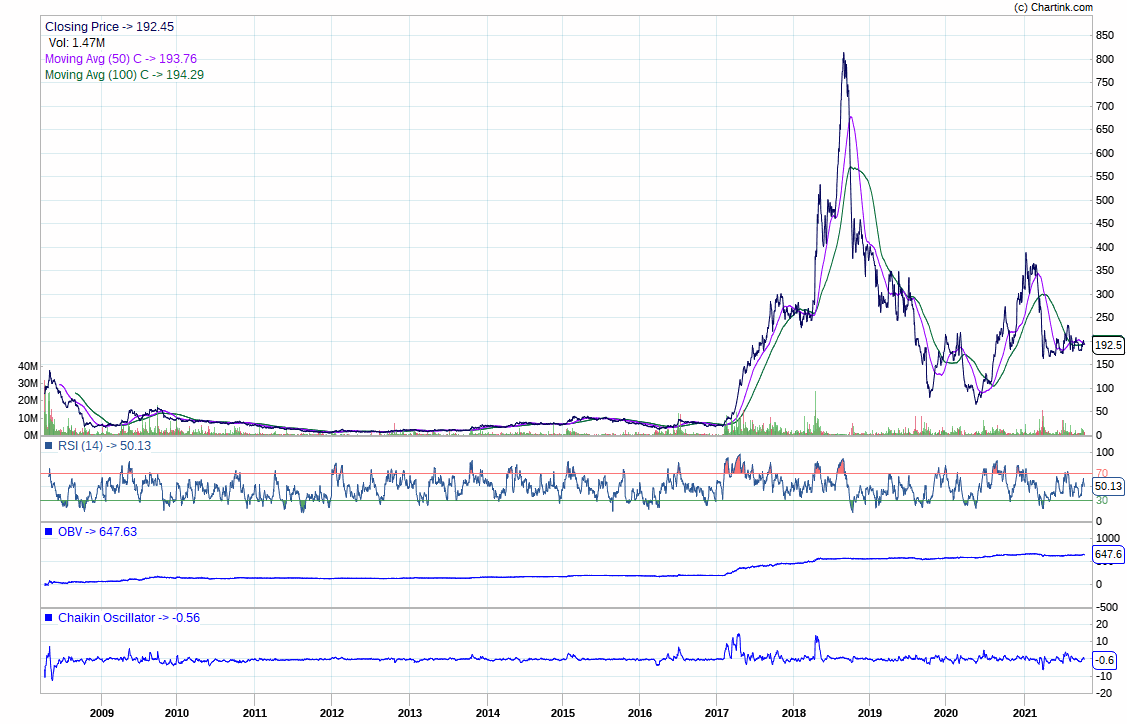 (c) Chartink.com
Closing Price -> 192.45
Vol: 1.47M
Moving Avg (50) C -> 193.76
Moving Avg (100) C -> 194.29
850
800
750
700
650
600
550
500
450
400
350
300
250
192.5
150
100
50
0
40M
30M
20M
10M
0M
RSI (14) -> 50.13
100
70
50.13
30
0
OBV -> 647.63
1000
647.6
0
-500
Chaikin Oscillator -> -0.56
20
10
-0.6
-10
-20
2009 2010 2011 2012 2013 2014 2015 2016 2017 2018 2019 2020 2021